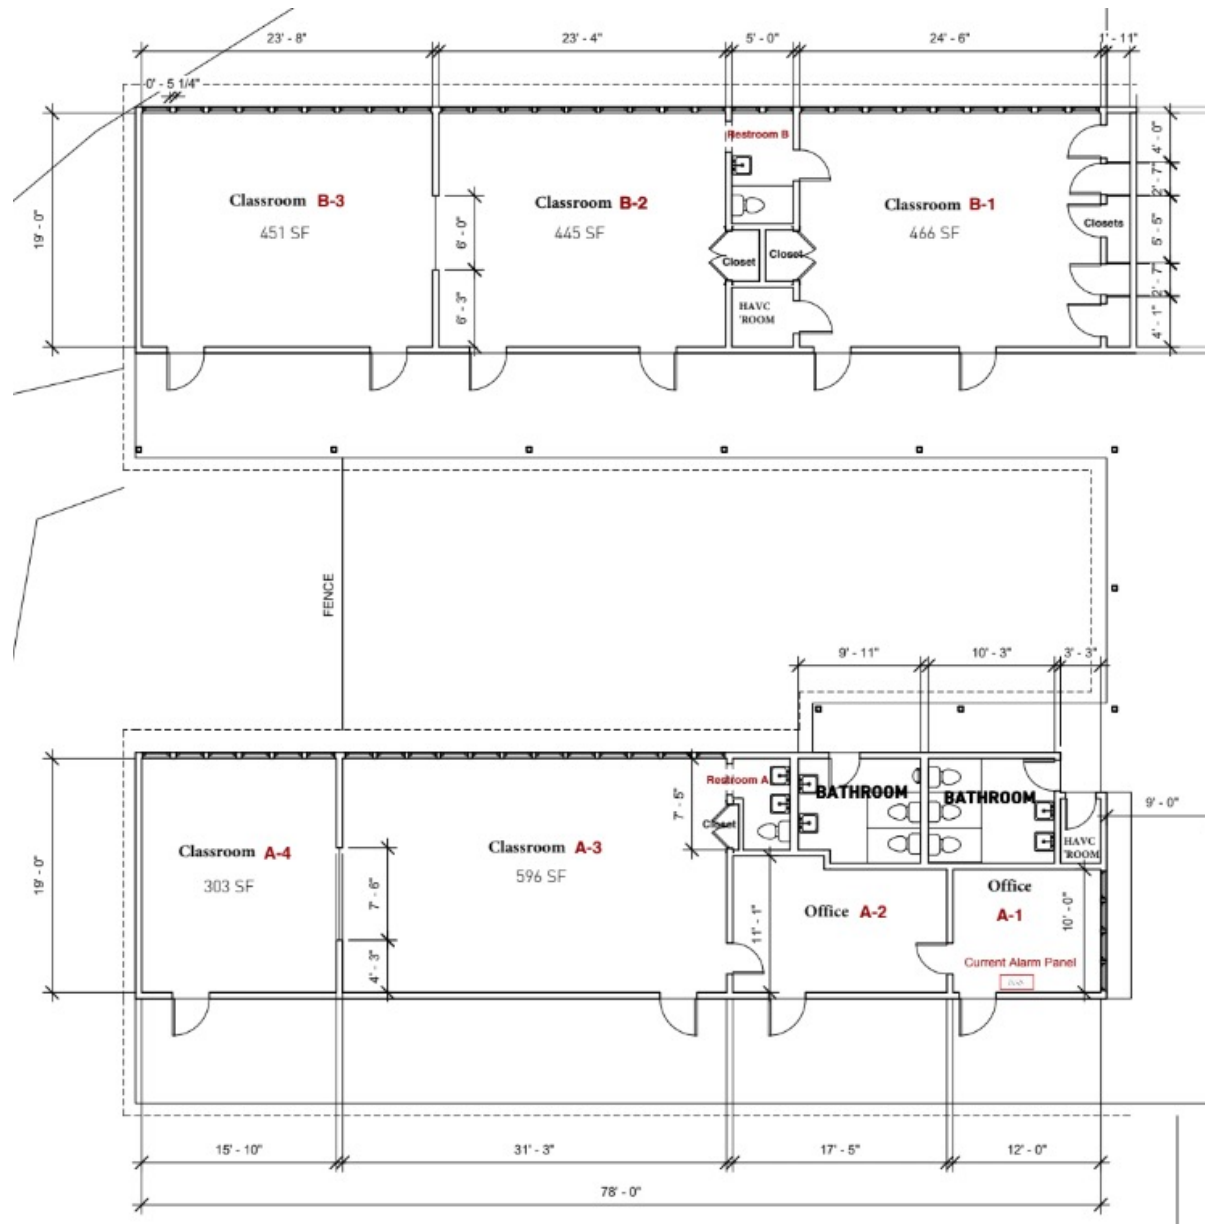 23' - 8"
23' - 4"
5' - 0"
24' - 6"
1' - 11"
0' - 5 1/4"
Restroom B
4' - 0"
2' - 7"
Classroom B-3
451 SF
Classroom B-2
445 SF
Classroom B-1
466 SF
Closets
19' - 0"
6' - 0"
5' - 5"
Closet
Closet
6' - 3"
HAVC
'ROOM
2' - 7"
4' - 1"
FENCE
9' - 11"
10' - 3"
3' - 3"
Restroom A
7' - 5"
BATHROOM
BATHROOM
9' - 0"
Closet
HAVC
'ROOM
Classroom A-4
303 SF
Classroom A-3
596 SF
19' - 0"
7' - 6"
4' - 3"
Office A-2
11' - 1"
Office
A-1
10' - 0"
Current Alarm Panel
15' - 10"
31' - 3"
17' - 5"
12' - 0"
78' - 0"